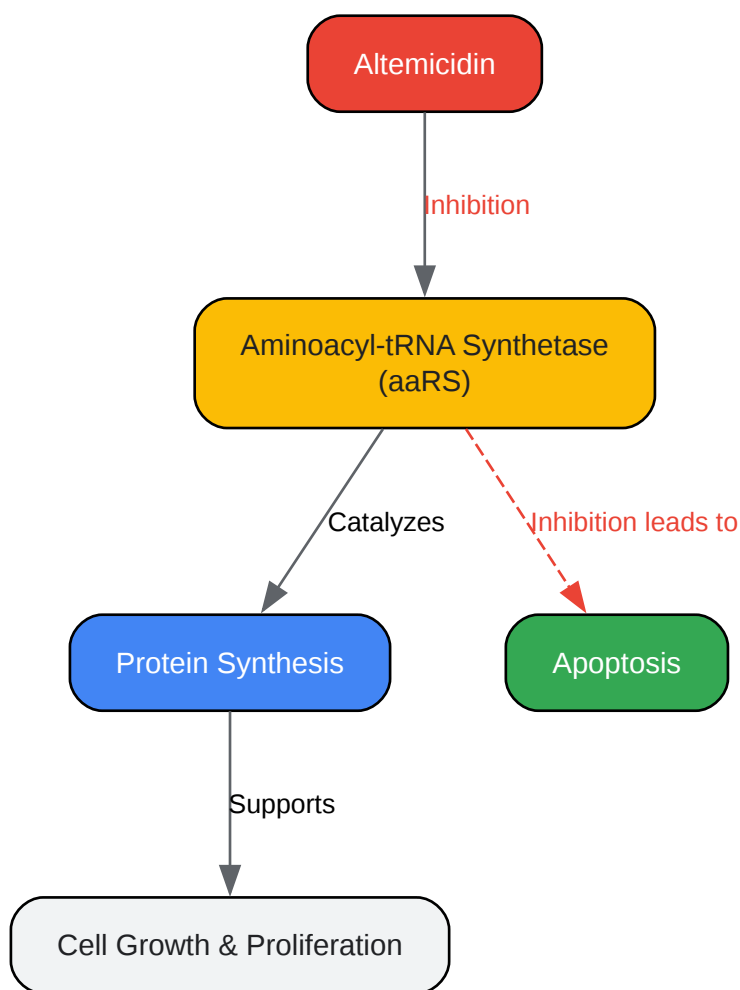 Altemicidin
Inhibition
Aminoacyl-tRNA Synthetase
(aaRS)
Catalyzes
Inhibition leads to
Protein Synthesis
Apoptosis
Supports
Cell Growth & Proliferation